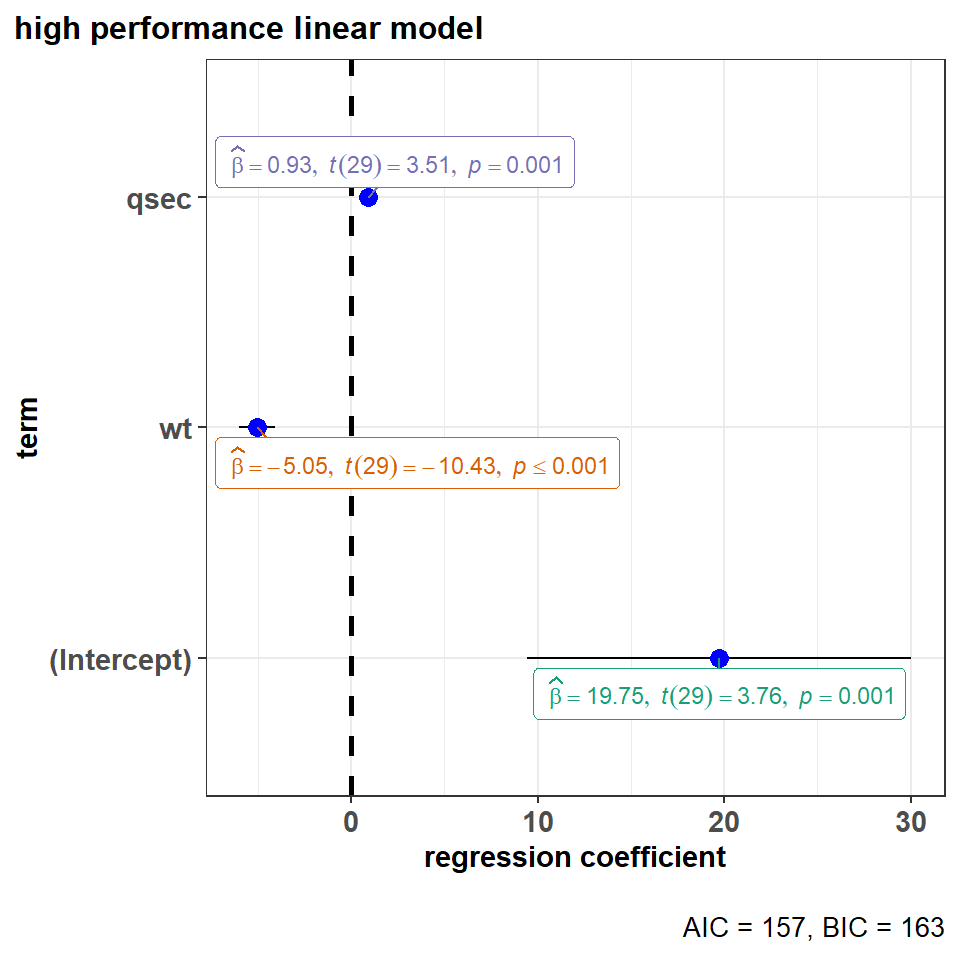 high performance linear model
β̂ = 0.93, t(29) = 3.51, p = 0.001
qsec
term
wt
β̂ = −5.05, t(29) = −10.43, p ≤ 0.001
(Intercept)
β̂ = 19.75, t(29) = 3.76, p = 0.001
0 10 20 30
regression coefficient
AIC = 157, BIC = 163